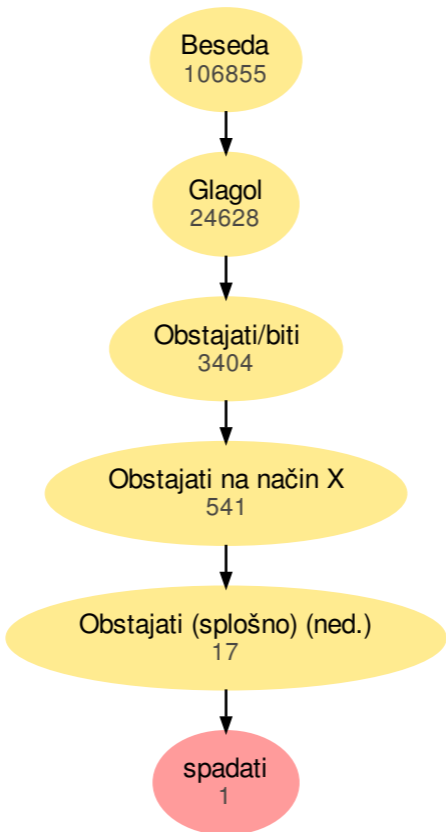 Beseda
106855
Glagol
24628
Obstajati/biti
3404
Obstajati na način X
541
Obstajati (splošno) (ned.)
17
spadati
1